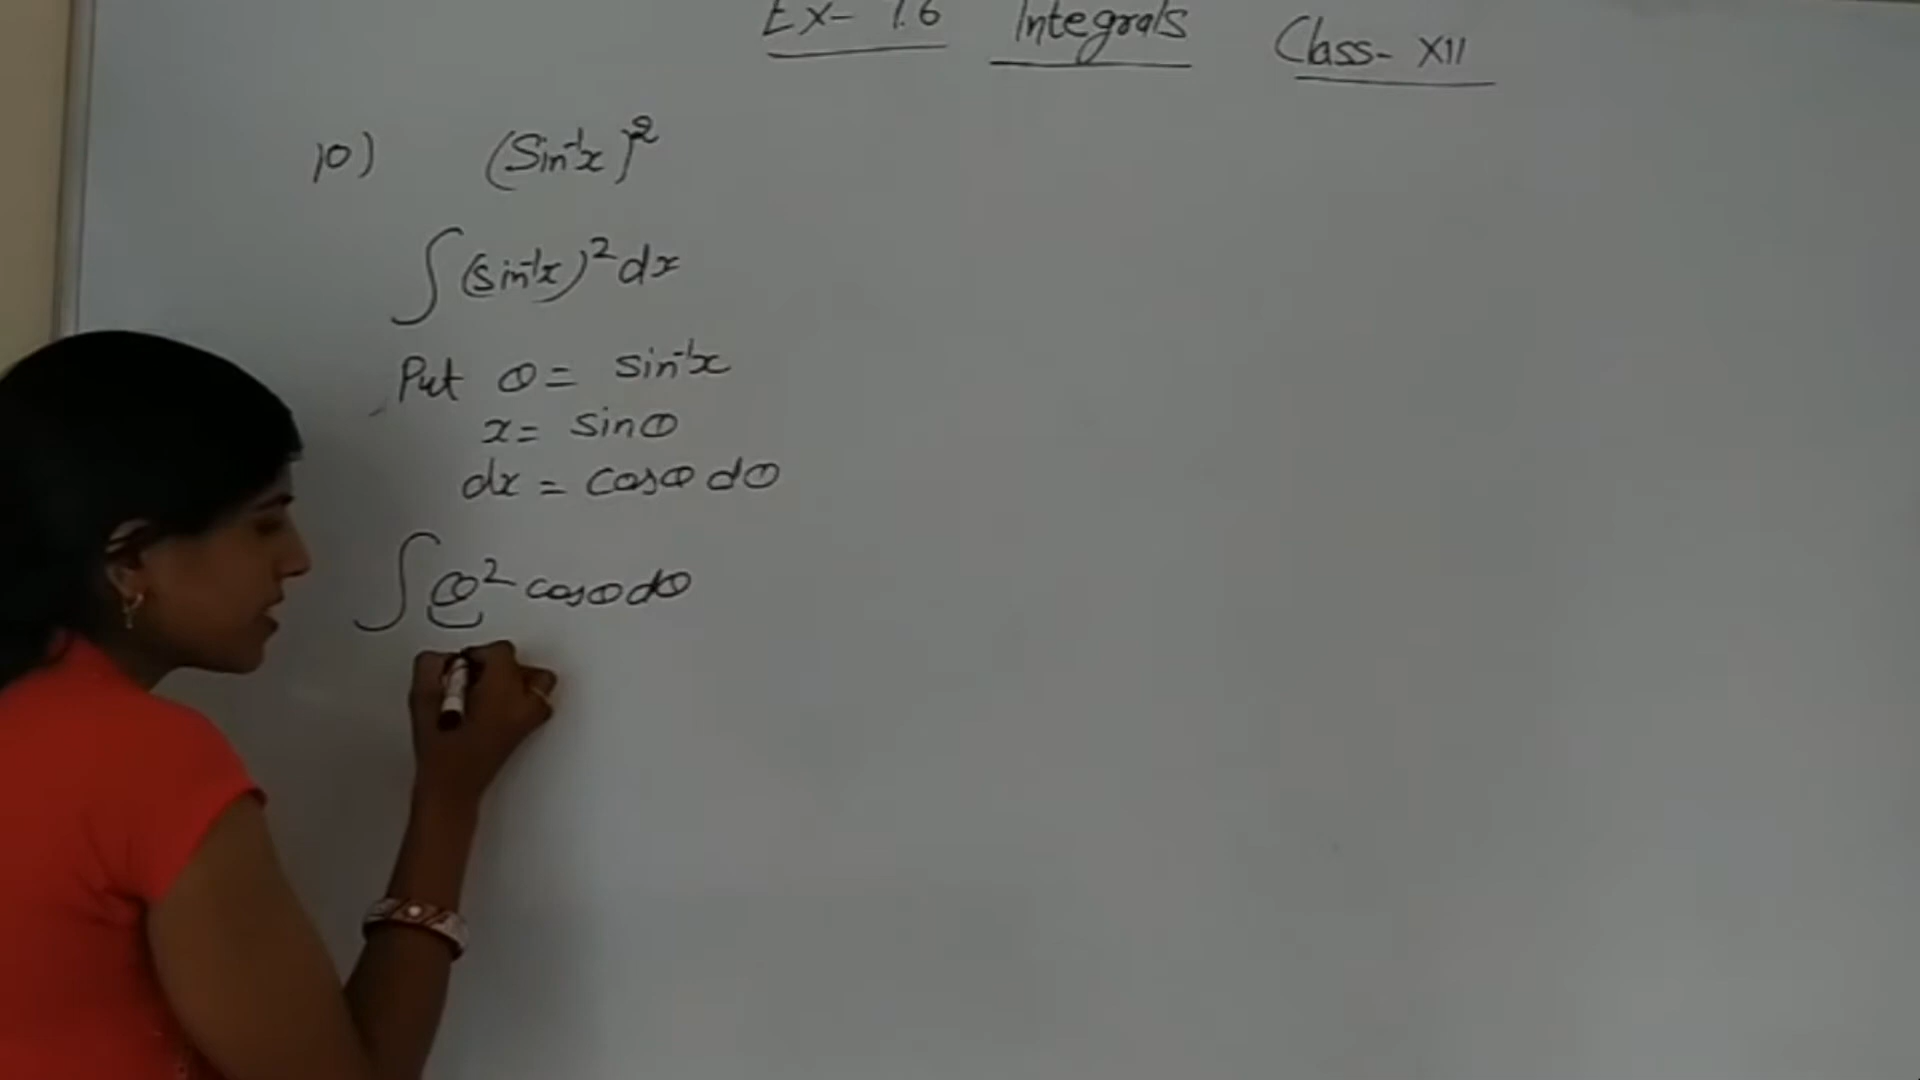 Ex- 7.6 Integrals Class- XII
10) (Sin⁻¹x)²
∫(sin⁻¹x)² dx
Put θ = sin⁻¹x
x = sinθ
dx = cosθ dθ
∫θ² cosθ dθ